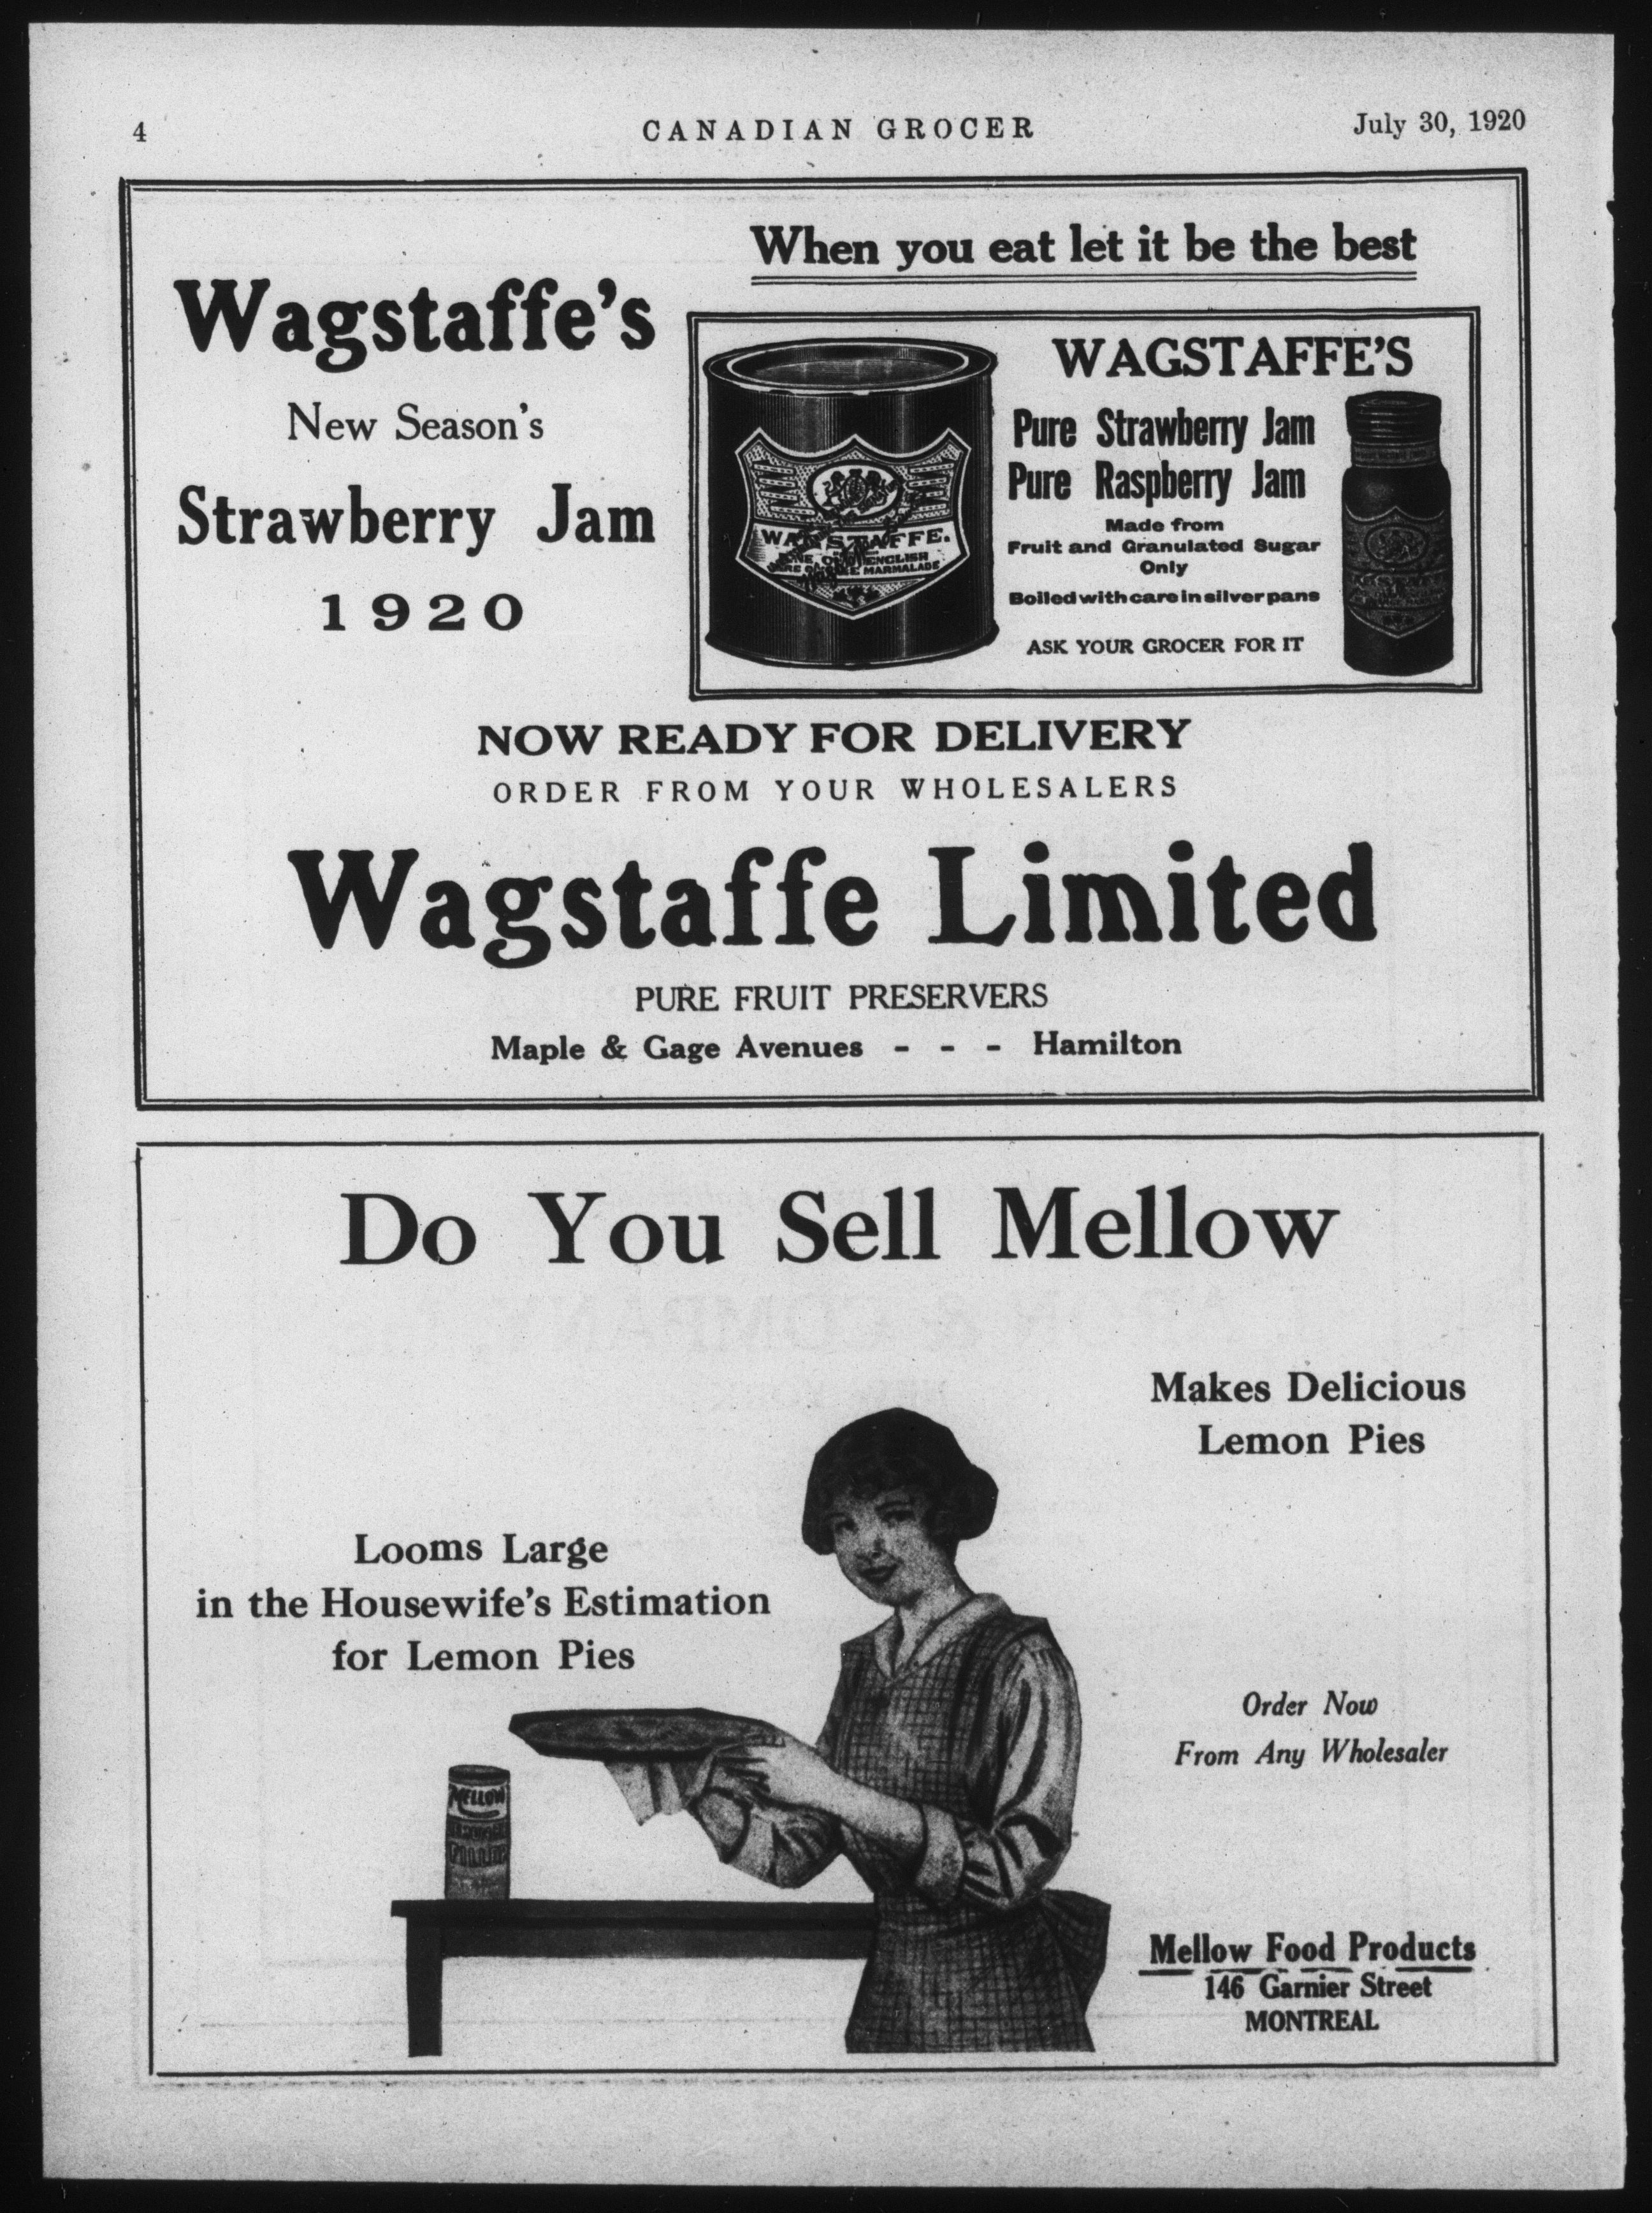 4
CANADIAN GROCER
July 30, 1920
When you eat let it be the best
Wagstaffe's
New Season's
Strawberry Jam
1920
WAGSTAFFE'S
Pure Strawberry Jam
Pure Raspberry Jam
Made from
Fruit and Granulated Sugar
Only
Boiled with care in silver pans
ASK YOUR GROCER FOR IT
WAGSTAFFE.
ENGLISH
MARMALADE
NOW READY FOR DELIVERY
ORDER FROM YOUR WHOLESALERS
Wagstaffe Limited
PURE FRUIT PRESERVERS
Maple & Gage Avenues - - - Hamilton
Do You Sell Mellow
Makes Delicious
Lemon Pies
Looms Large
in the Housewife's Estimation
for Lemon Pies
Order Now
From Any Wholesaler
MELLOW
Mellow Food Products
146 Garnier Street
MONTREAL